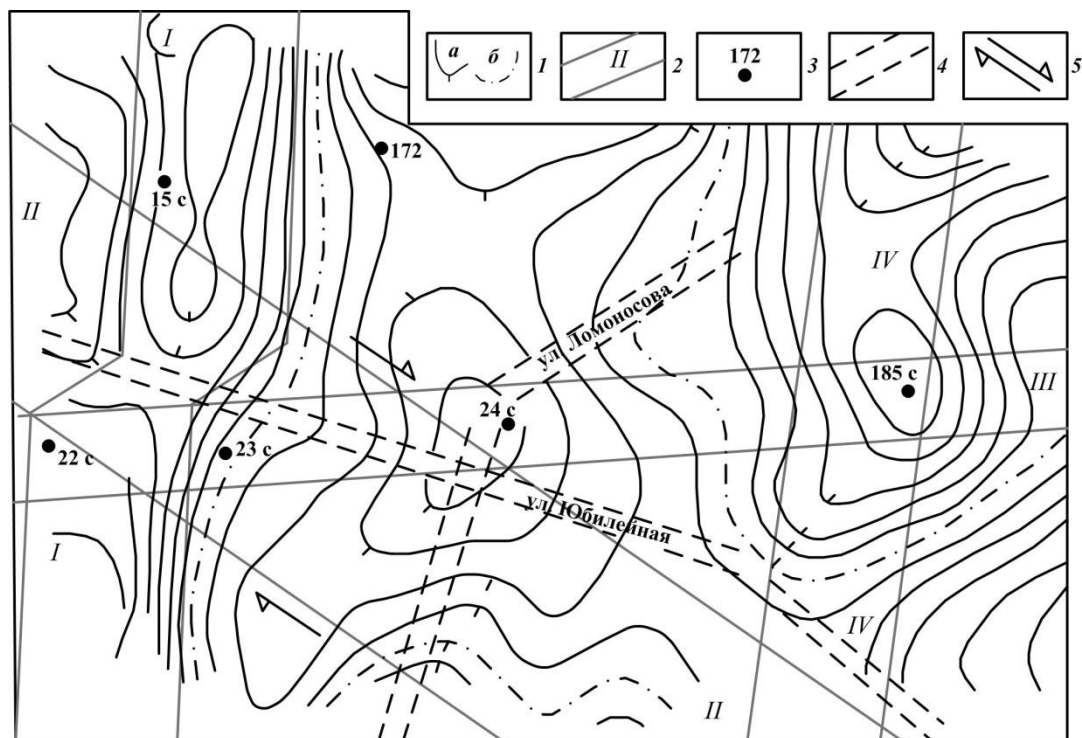 а б 1 II 2 172 3 4 5
I
172
15 с
II
IV
ул. Ломоносова
185 с
III
24 с
22 с
23 с
ул. Юбилейная
I
IV
II